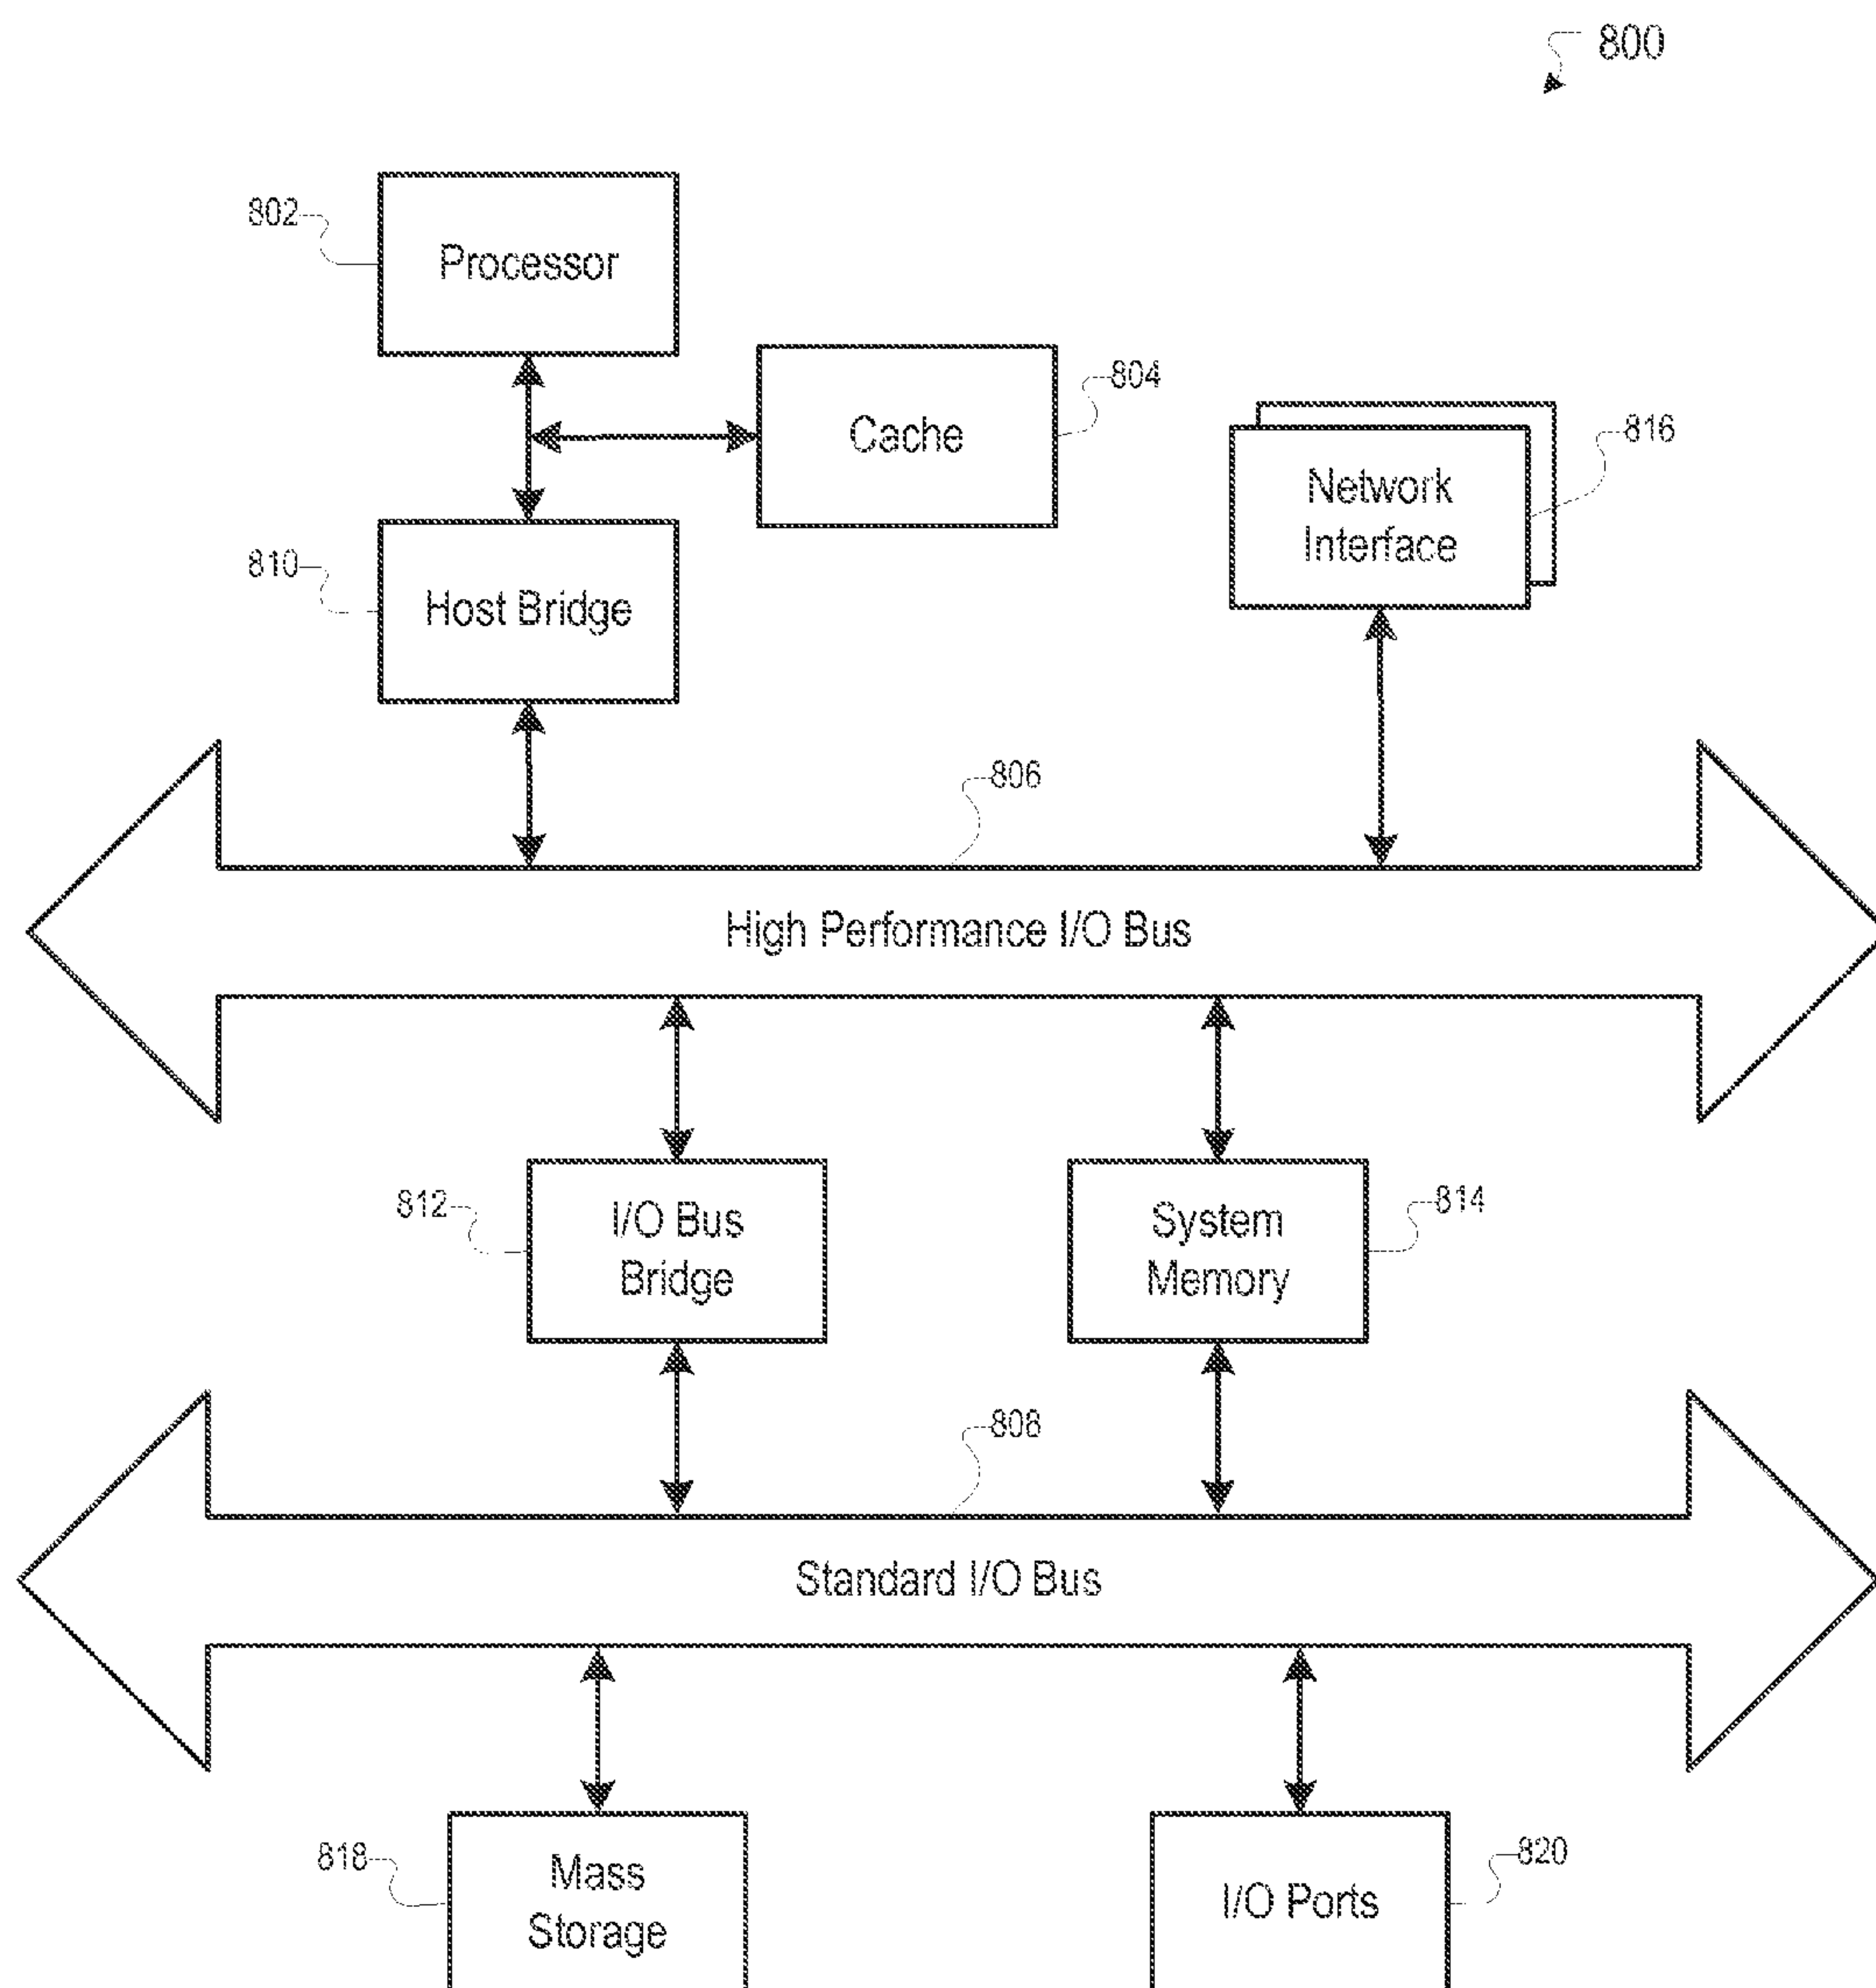 800
802
Processor
804
Cache
816
Network
Interface
810
Host Bridge
806
High Performance I/O Bus
812
I/O Bus
Bridge
814
System
Memory
808
Standard I/O Bus
818
Mass
Storage
820
I/O Ports